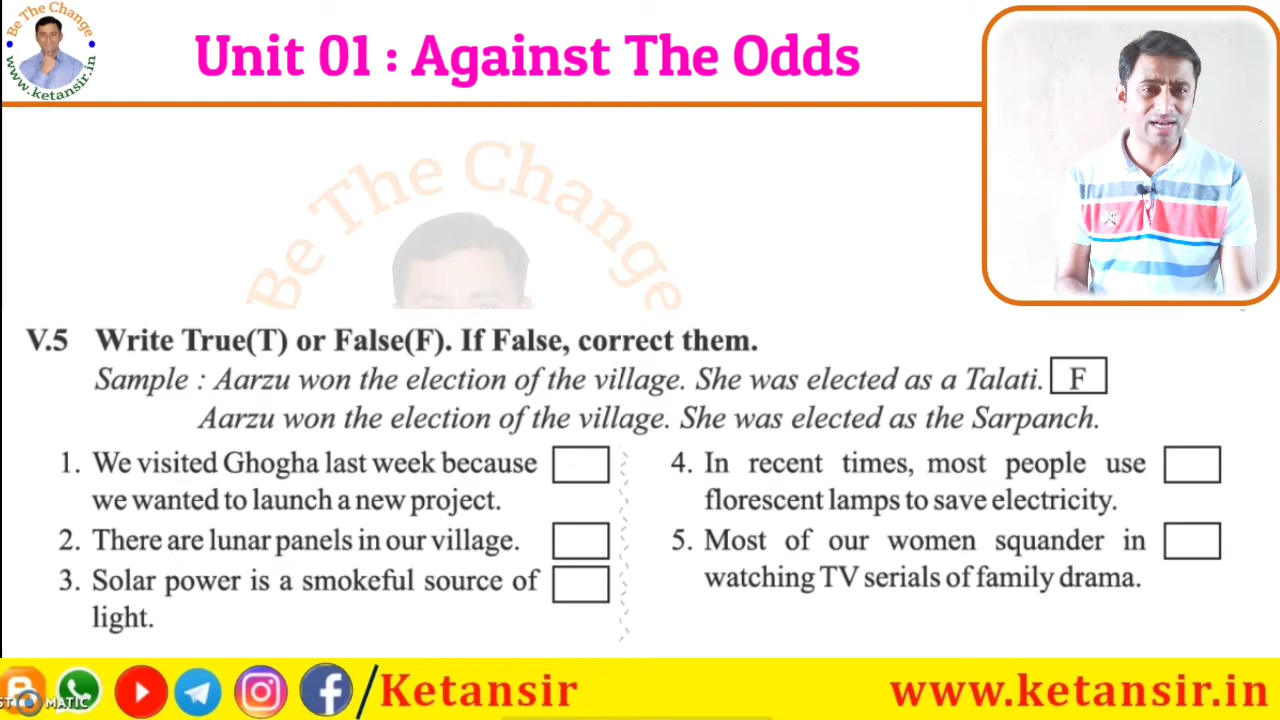 Be The Change
www.ketansir.in
Unit 01 : Against The Odds
Be The Change
V.5 Write True(T) or False(F). If False, correct them.
Sample : Aarzu won the election of the village. She was elected as a Talati. F
Aarzu won the election of the village. She was elected as the Sarpanch.
1. We visited Ghogha last week because
we wanted to launch a new project.
2. There are lunar panels in our village.
3. Solar power is a smokeful source of
light.
4. In recent times, most people use
florescent lamps to save electricity.
5. Most of our women squander in
watching TV serials of family drama.
/Ketansir
www.ketansir.in
MATIC